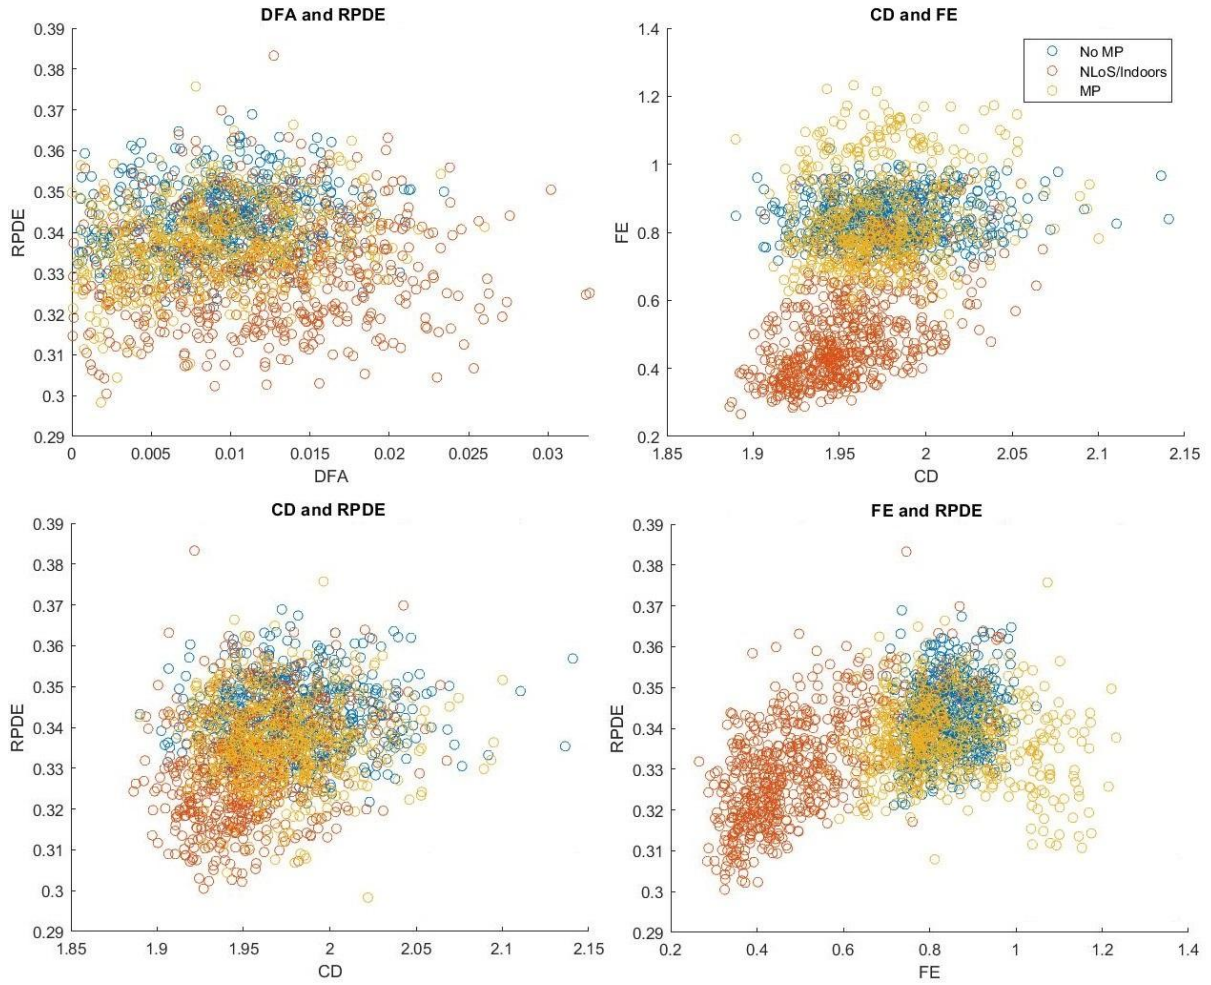 DFA and RPDE
0.39
0.38
0.37
0.36
0.35
0.34
0.33
0.32
0.31
0.3
0.29
RPDE
0 0.005 0.01 0.015 0.02 0.025 0.03
DFA
CD and FE
1.4
1.2
1
0.8
0.6
0.4
0.2
FE
No MP
NLoS/Indoors
MP
1.85 1.9 1.95 2 2.05 2.1 2.15
CD
CD and RPDE
0.39
0.38
0.37
0.36
0.35
0.34
0.33
0.32
0.31
0.3
0.29
RPDE
1.85 1.9 1.95 2 2.05 2.1 2.15
CD
FE and RPDE
0.39
0.38
0.37
0.36
0.35
0.34
0.33
0.32
0.31
0.3
0.29
RPDE
0.2 0.4 0.6 0.8 1 1.2 1.4
FE